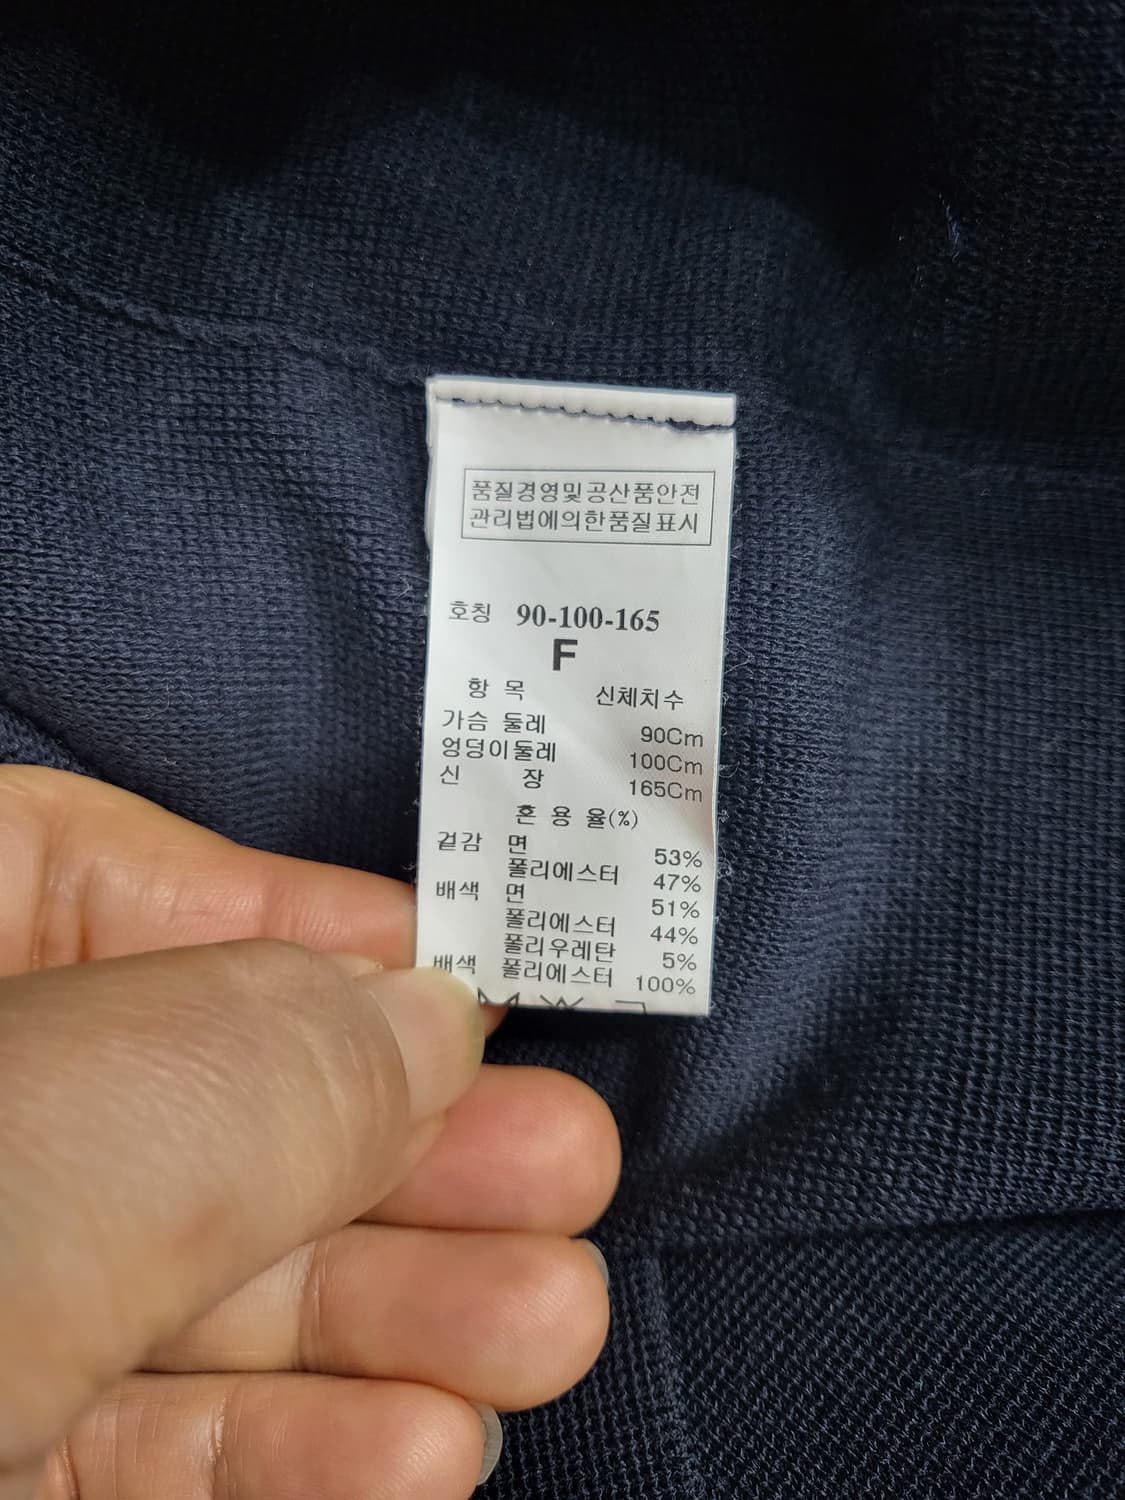 품질경영및공산품안전
관리법에의한품질표시
호칭 90-100-165
F
항 목 신체치수
가슴 둘레 90Cm
엉덩이둘레 100Cm
신 장 165Cm
혼 용 율(%)
겉감 면 53%
폴리에스터 47%
배색 면 51%
폴리에스터 44%
폴리우레탄 5%
배색 폴리에스터 100%